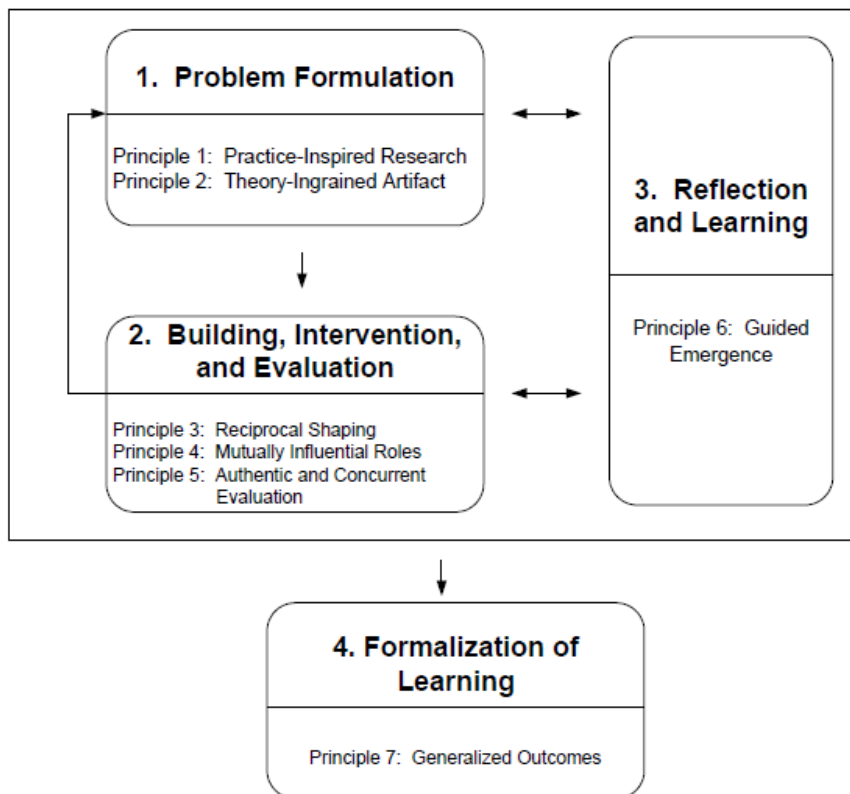 1. Problem Formulation
Principle 1: Practice-Inspired Research
Principle 2: Theory-Ingrained Artifact
2. Building, Intervention,
and Evaluation
Principle 3: Reciprocal Shaping
Principle 4: Mutually Influential Roles
Principle 5: Authentic and Concurrent
Evaluation
3. Reflection
and Learning
Principle 6: Guided
Emergence
4. Formalization of
Learning
Principle 7: Generalized Outcomes